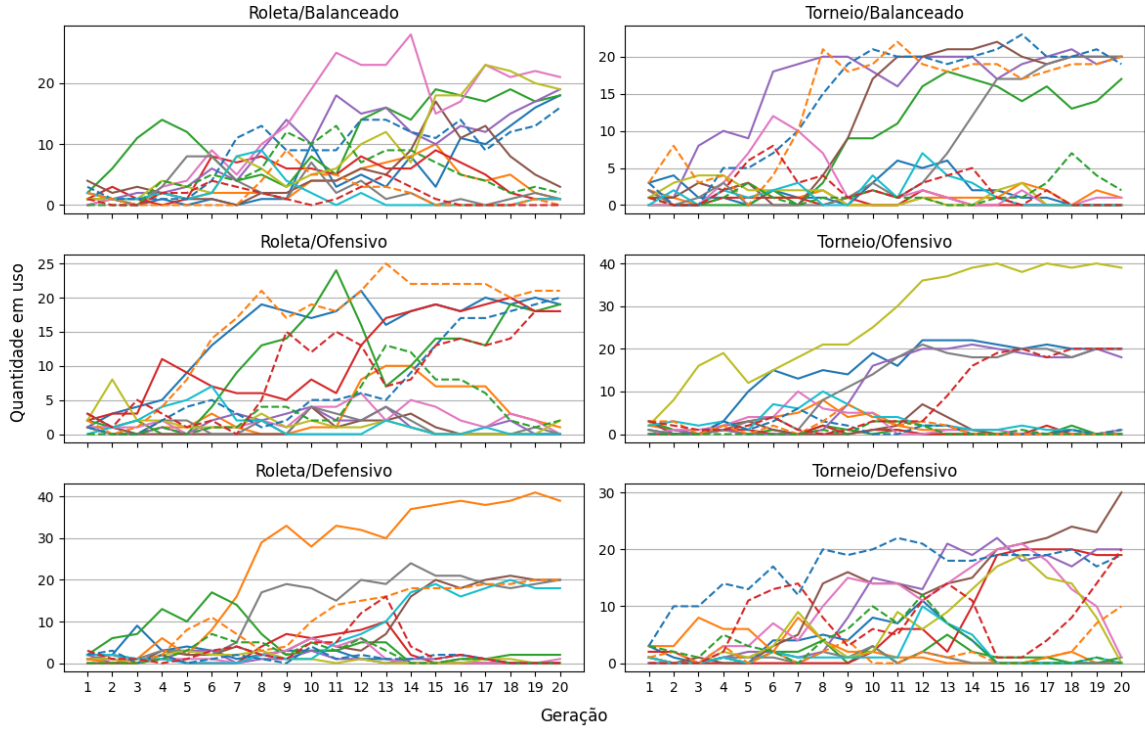 Roleta/Balanceado
Torneio/Balanceado
20
10
0
20
15
10
5
0
Roleta/Ofensivo
Torneio/Ofensivo
Quantidade em uso
25
20
15
10
5
0
40
30
20
10
0
Roleta/Defensivo
Torneio/Defensivo
40
30
20
10
0
30
20
10
0
1 2 3 4 5 6 7 8 9 10 11 12 13 14 15 16 17 18 19 20
1 2 3 4 5 6 7 8 9 10 11 12 13 14 15 16 17 18 19 20
Geração